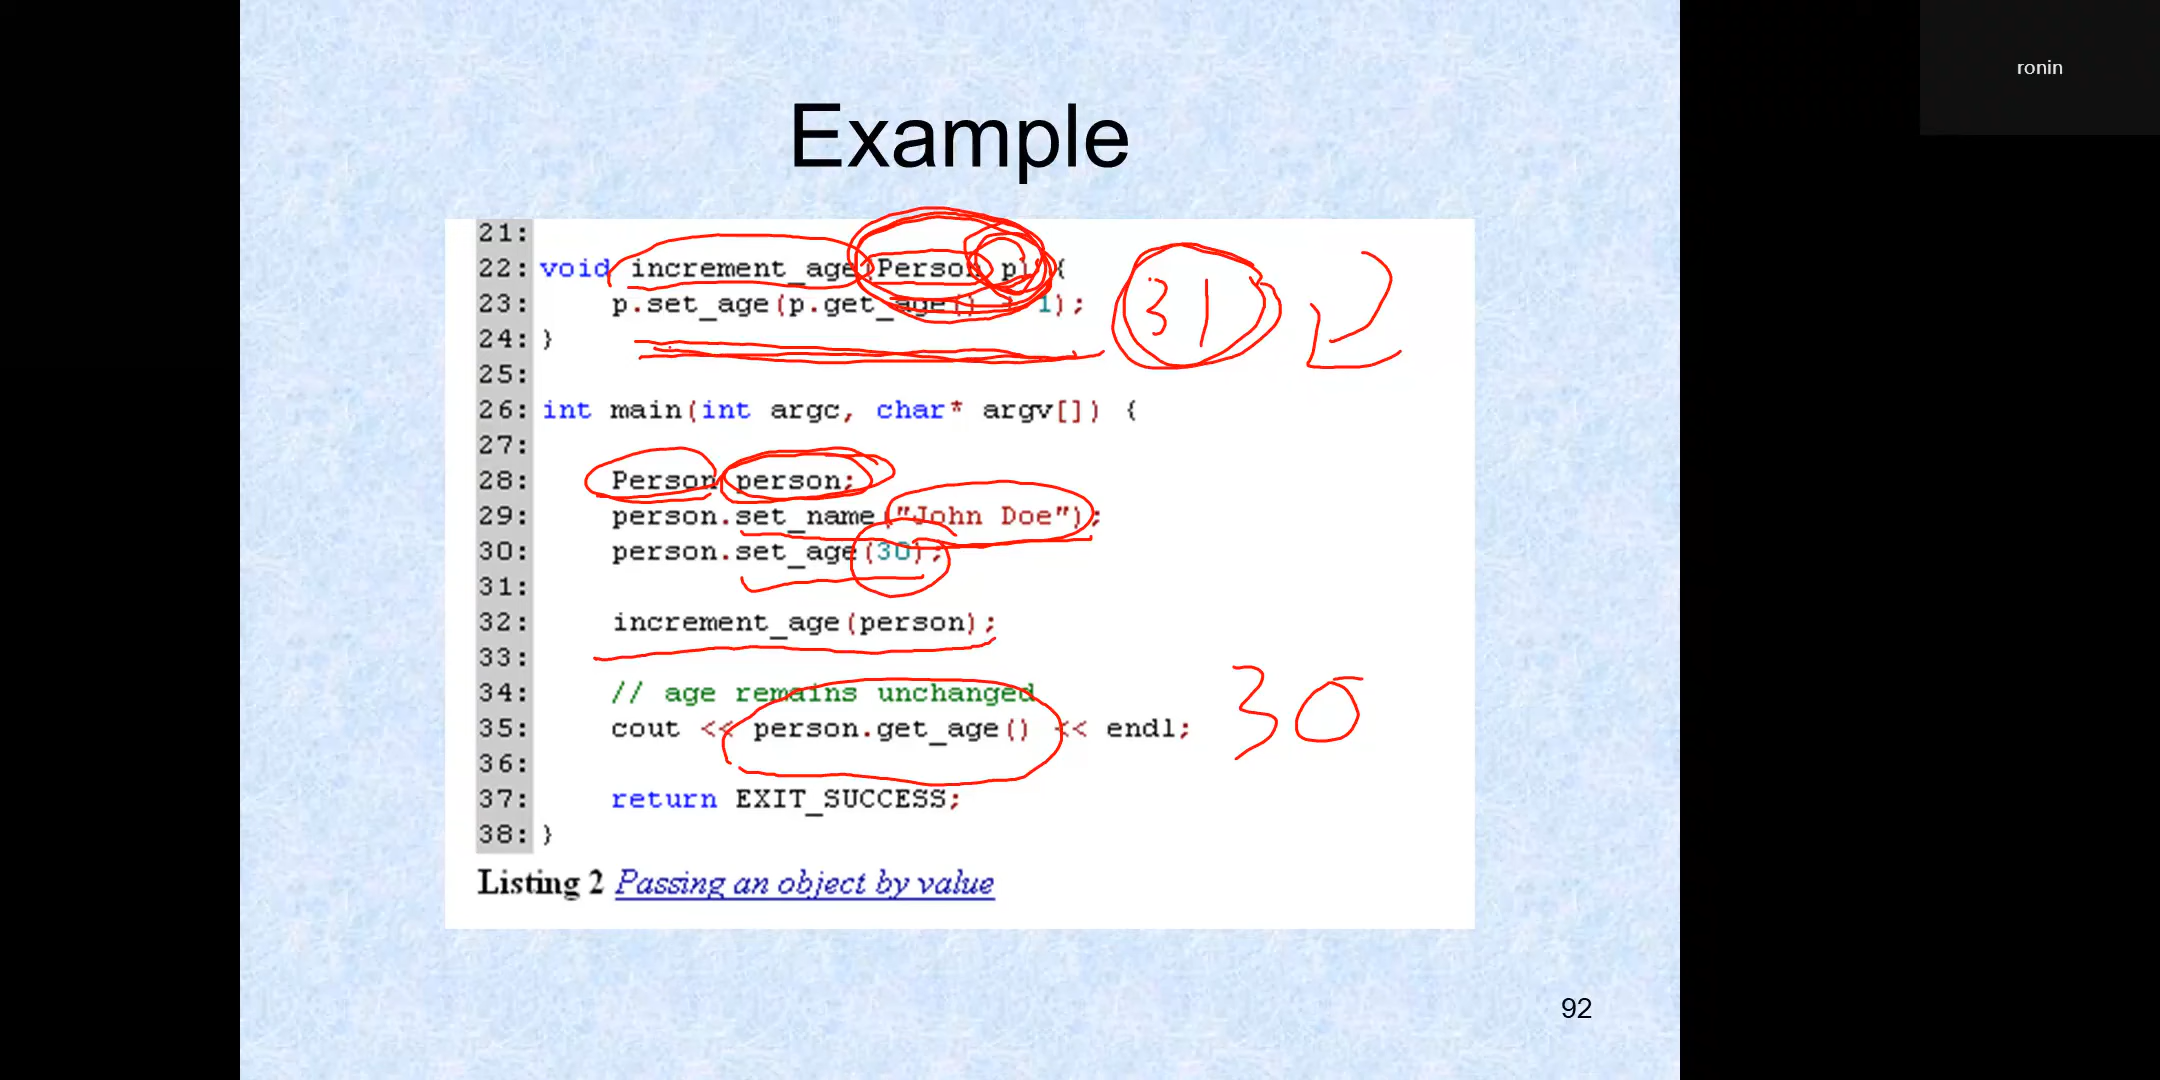 ronin
Example
21:
22: void increment_age(Person p) {
23: p.set_age(p.get_age() + 1);
24: }
31
25:
26: int main(int argc, char* argv[]) {
27:
28: Person person;
29: person.set_name("John Doe");
30: person.set_age(30);
31:
32: increment_age(person);
33:
34: // age remains unchanged
35: cout << person.get_age() << endl;
30
36:
37: return EXIT_SUCCESS;
38: }
Listing 2 Passing an object by value
92